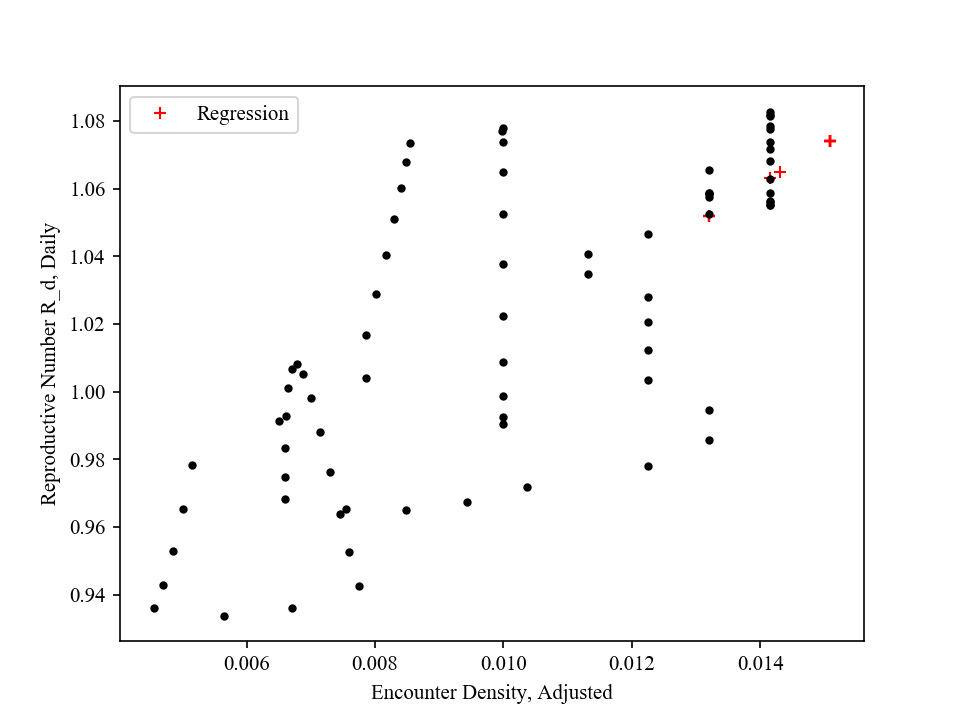 Regression
1.08
1.06
1.04
1.02
1.00
0.98
0.96
0.94
Reproductive Number R_d, Daily
0.006 0.008 0.010 0.012 0.014
Encounter Density, Adjusted